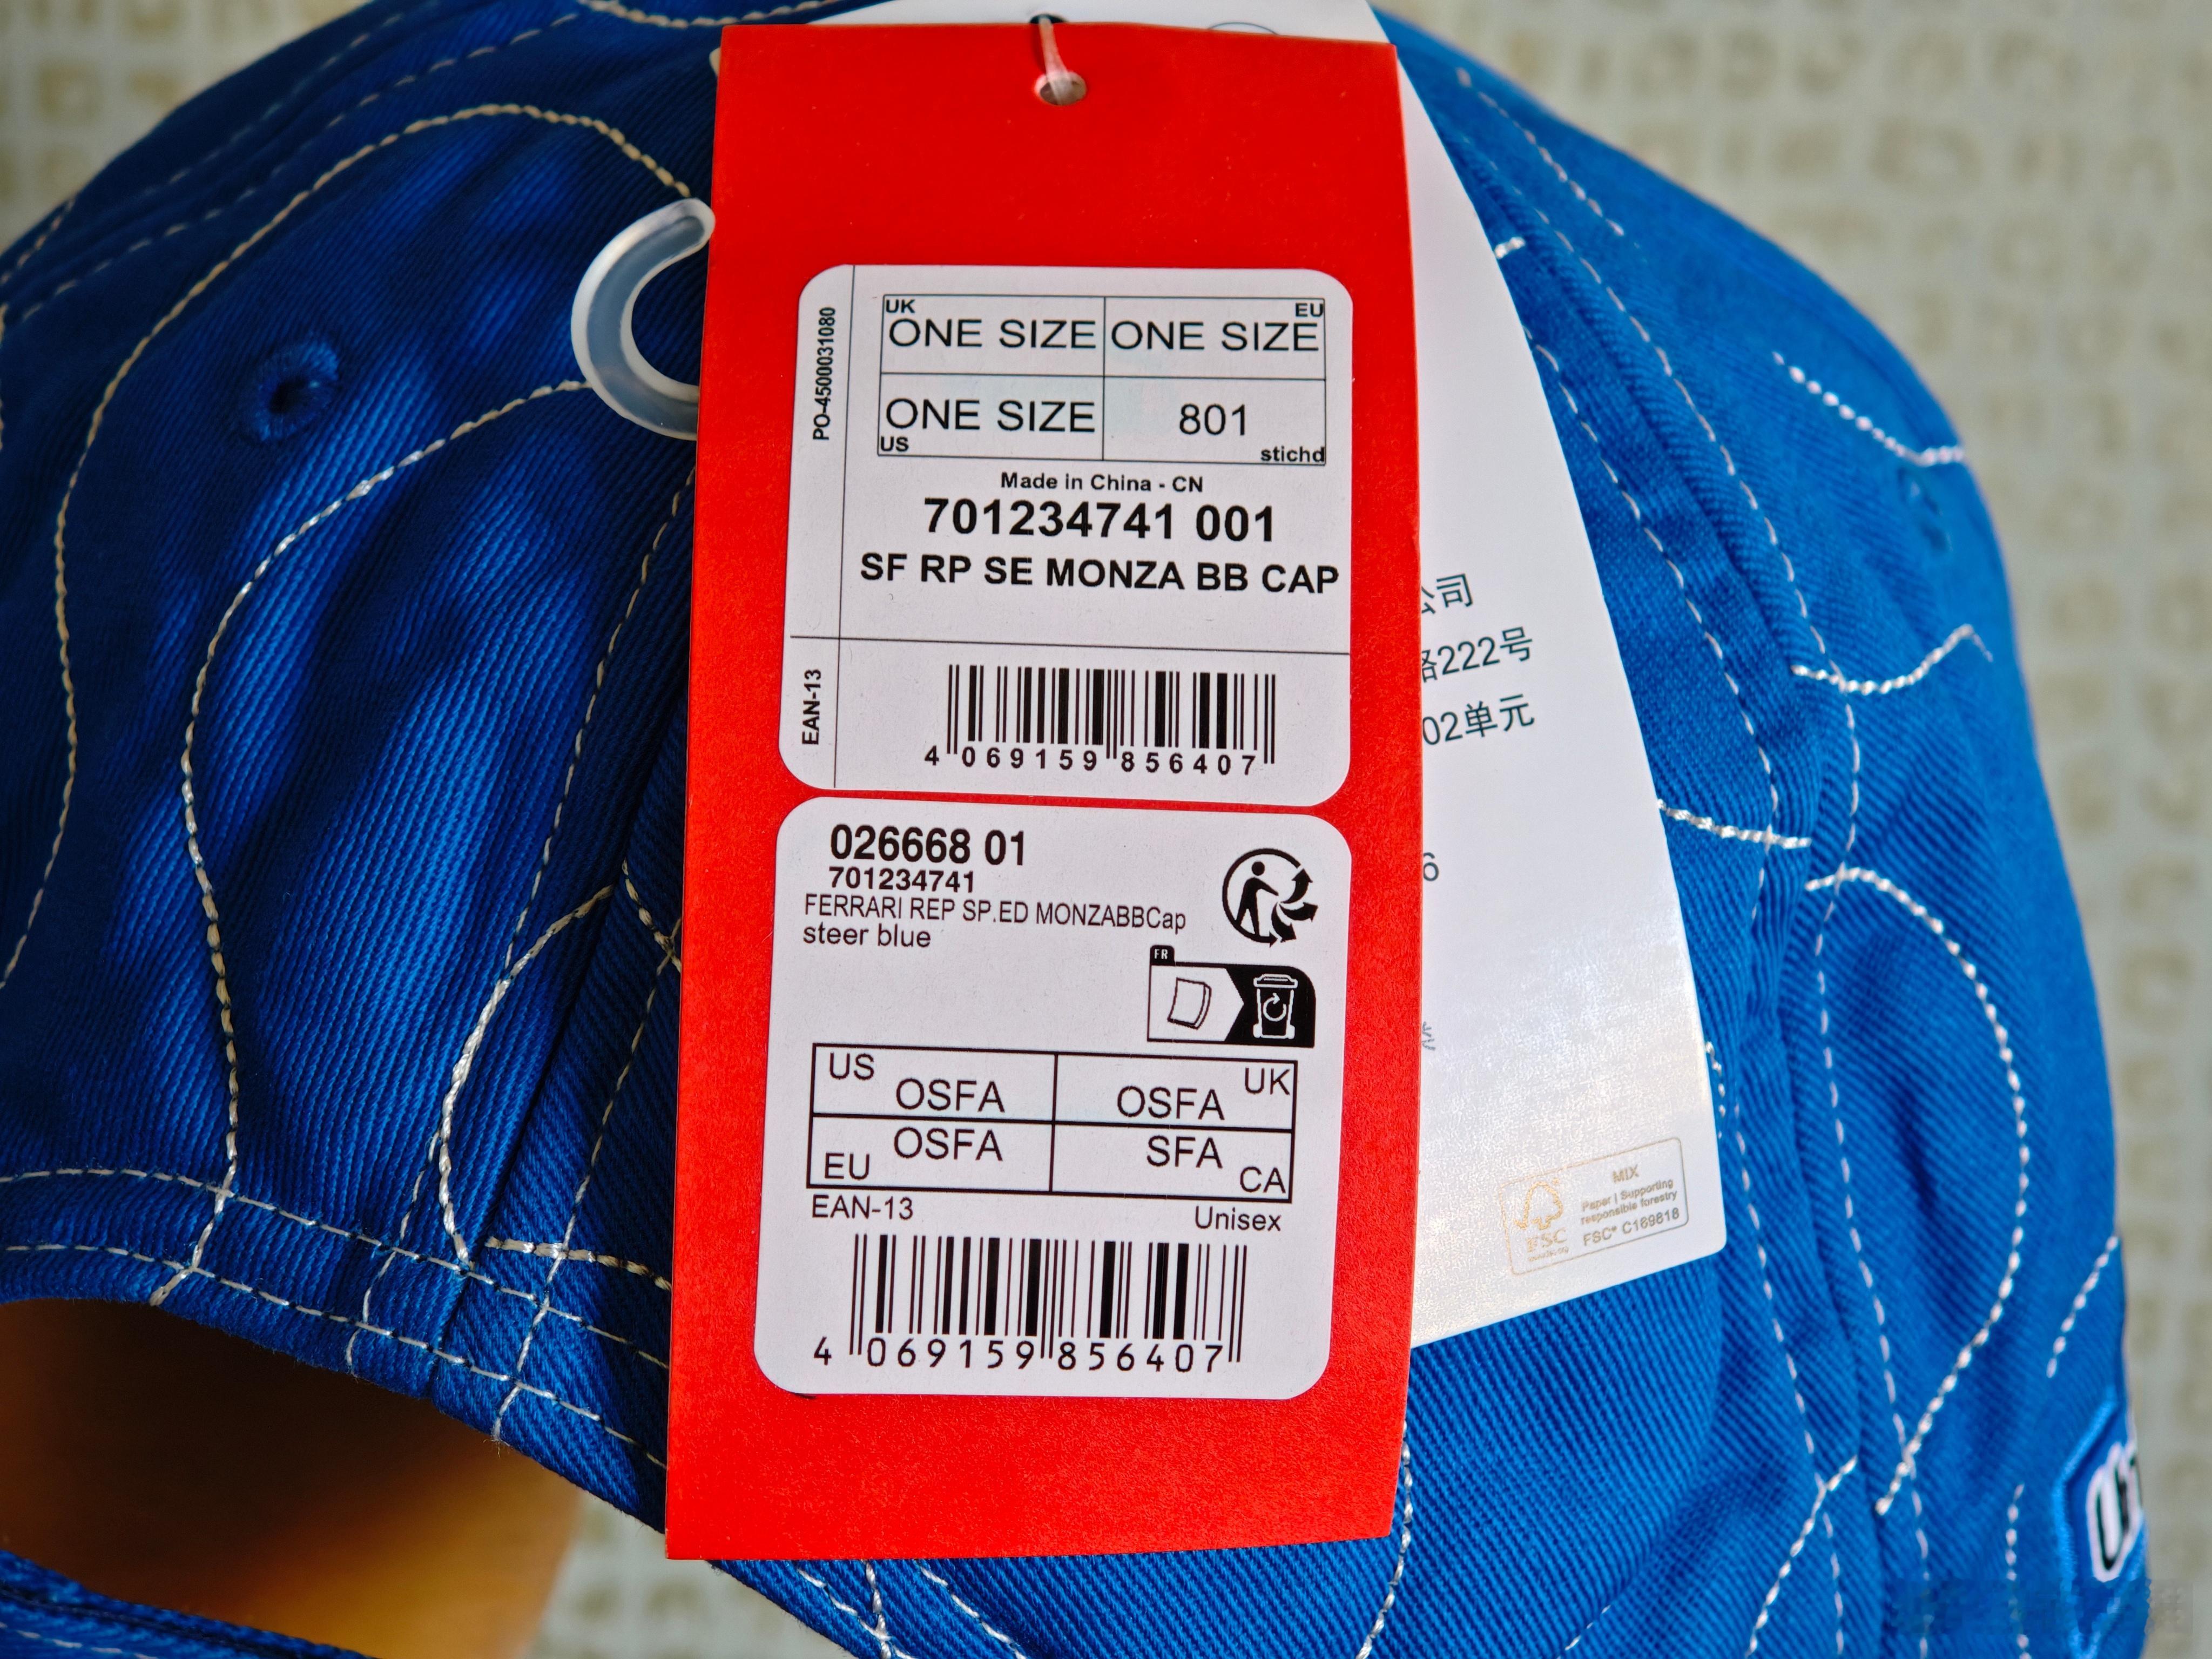 PO-4500031080
UK
ONE SIZE
EU
ONE SIZE
ONE SIZE
US
801
stichd
Made in China - CN
701234741 001
SF RP SE MONZA BB CAP
EAN-13
4 069159 856407
026668 01
701234741
FERRARI REP SP.ED MONZABBCap
steer blue
FR
US OSFA
OSFA UK
EU OSFA
SFA CA
EAN-13
Unisex
4 069159 856407
公司
路222号
02单元
6
MIX
Paper | Supporting
responsible forestry
FSC® C169818
FSC